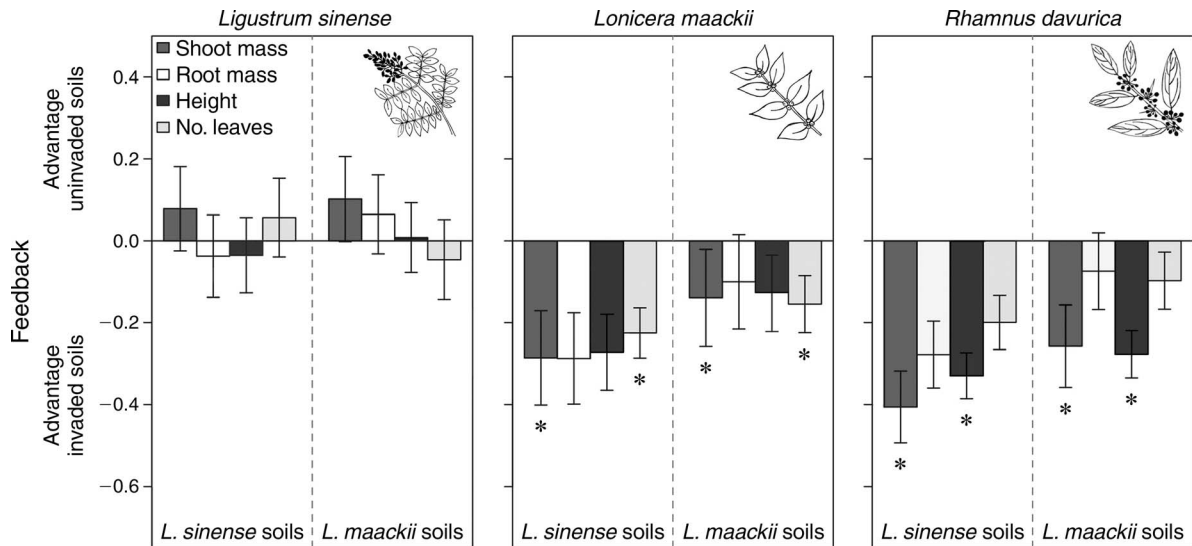 Ligustrum sinense
Lonicera maackii
Rhamnus davurica
Feedback
Advantage
uninvaded soils
Advantage
invaded soils
0.4
0.2
0.0
−0.2
−0.4
−0.6
Shoot mass
Root mass
Height
No. leaves
*
*
*
*
*
*
*
*
L. sinense soils
L. maackii soils
L. sinense soils
L. maackii soils
L. sinense soils
L. maackii soils